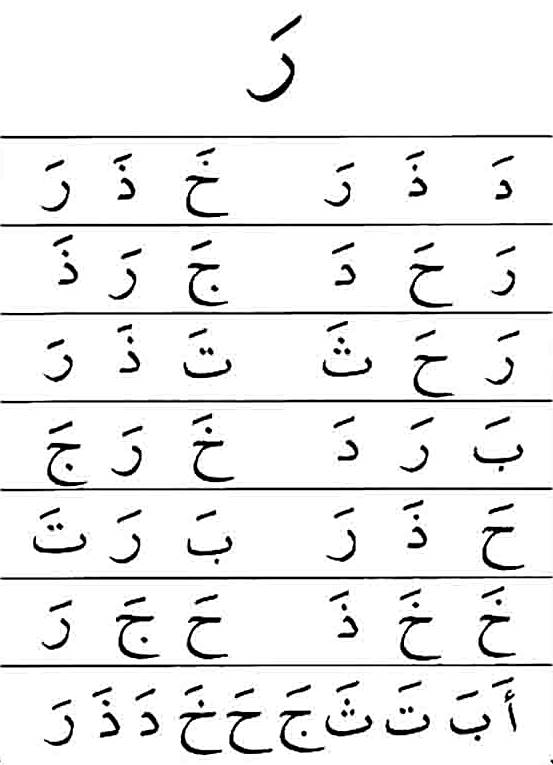 رَ
دَ ذَ رَ خَ ذَ رَ
رَ حَ دَ جَ رَ ذَ
رَ حَ ثَ تَ ذَ رَ
بَ رَ دَ خَ رَ جَ
حَ ذَ رَ بَ رَ تَ
خَ خَ ذَ حَ جَ رَ
أَ بَ تَ ثَ جَ حَ خَ دَ ذَ رَ